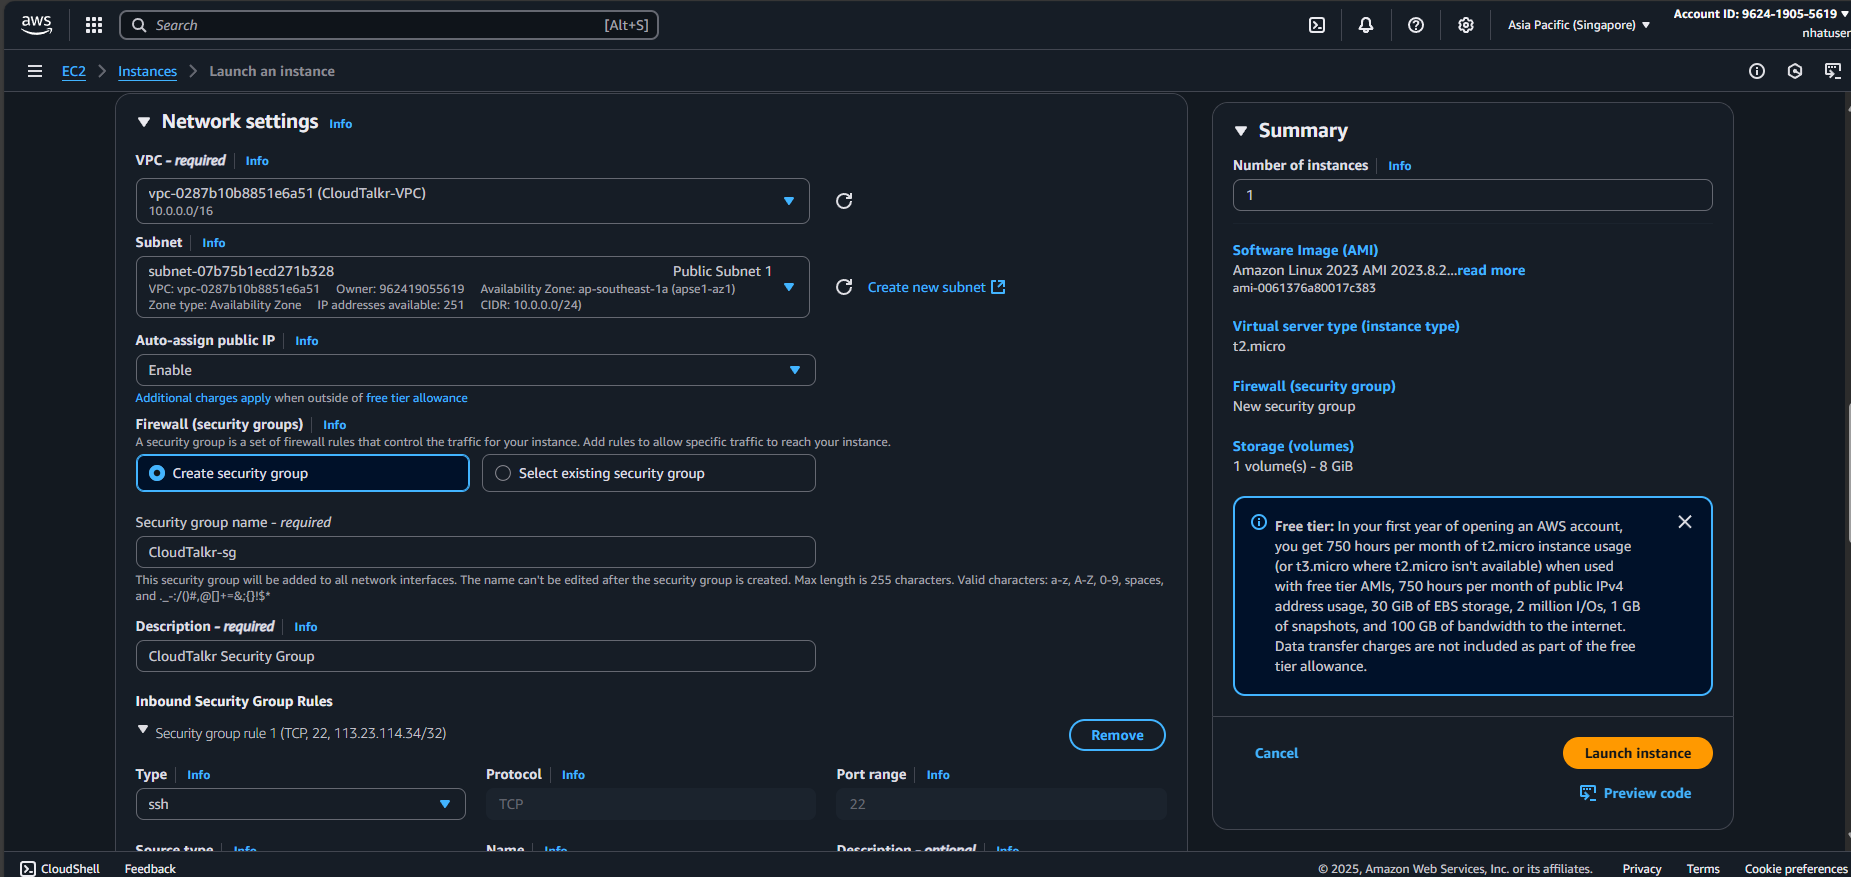 aws
Search [Alt+S]
Asia Pacific (Singapore)
Account ID: 9624-1905-5619
nhatuser
EC2 Instances Launch an instance
Network settings Info
VPC - required Info
vpc-0287b10b8851e6a51 (CloudTalkr-VPC)
10.0.0.0/16
Subnet Info
subnet-07b75b1ecd271b328 Public Subnet 1
VPC: vpc-0287b10b8851e6a51 Owner: 962419055619 Availability Zone: ap-southeast-1a (apse1-az1)
Zone type: Availability Zone IP addresses available: 251 CIDR: 10.0.0.0/24)
Create new subnet
Auto-assign public IP Info
Enable
Additional charges apply when outside of free tier allowance
Firewall (security groups) Info
A security group is a set of firewall rules that control the traffic for your instance. Add rules to allow specific traffic to reach your instance.
Create security group
Select existing security group
Security group name - required
CloudTalkr-sg
This security group will be added to all network interfaces. The name can't be edited after the security group is created. Max length is 255 characters. Valid characters: a-z, A-Z, 0-9, spaces,
and ._-:/()#,@[]+=&;{}!$*
Description - required Info
CloudTalkr Security Group
Inbound Security Group Rules
Security group rule 1 (TCP, 22, 113.23.114.34/32)
Remove
Type Info
Protocol Info
Port range Info
ssh
TCP
22
Source type Info
Name Info
Description - optional Info
Summary
Number of instances Info
1
Software Image (AMI)
Amazon Linux 2023 AMI 2023.8.2...read more
ami-0061376a80017c383
Virtual server type (instance type)
t2.micro
Firewall (security group)
New security group
Storage (volumes)
1 volume(s) - 8 GiB
Free tier: In your first year of opening an AWS account,
you get 750 hours per month of t2.micro instance usage
(or t3.micro where t2.micro isn't available) when used
with free tier AMIs, 750 hours per month of public IPv4
address usage, 30 GiB of EBS storage, 2 million I/Os, 1 GB
of snapshots, and 100 GB of bandwidth to the internet.
Data transfer charges are not included as part of the free
tier allowance.
Cancel
Launch instance
Preview code
CloudShell Feedback
© 2025, Amazon Web Services, Inc. or its affiliates. Privacy Terms Cookie preferences